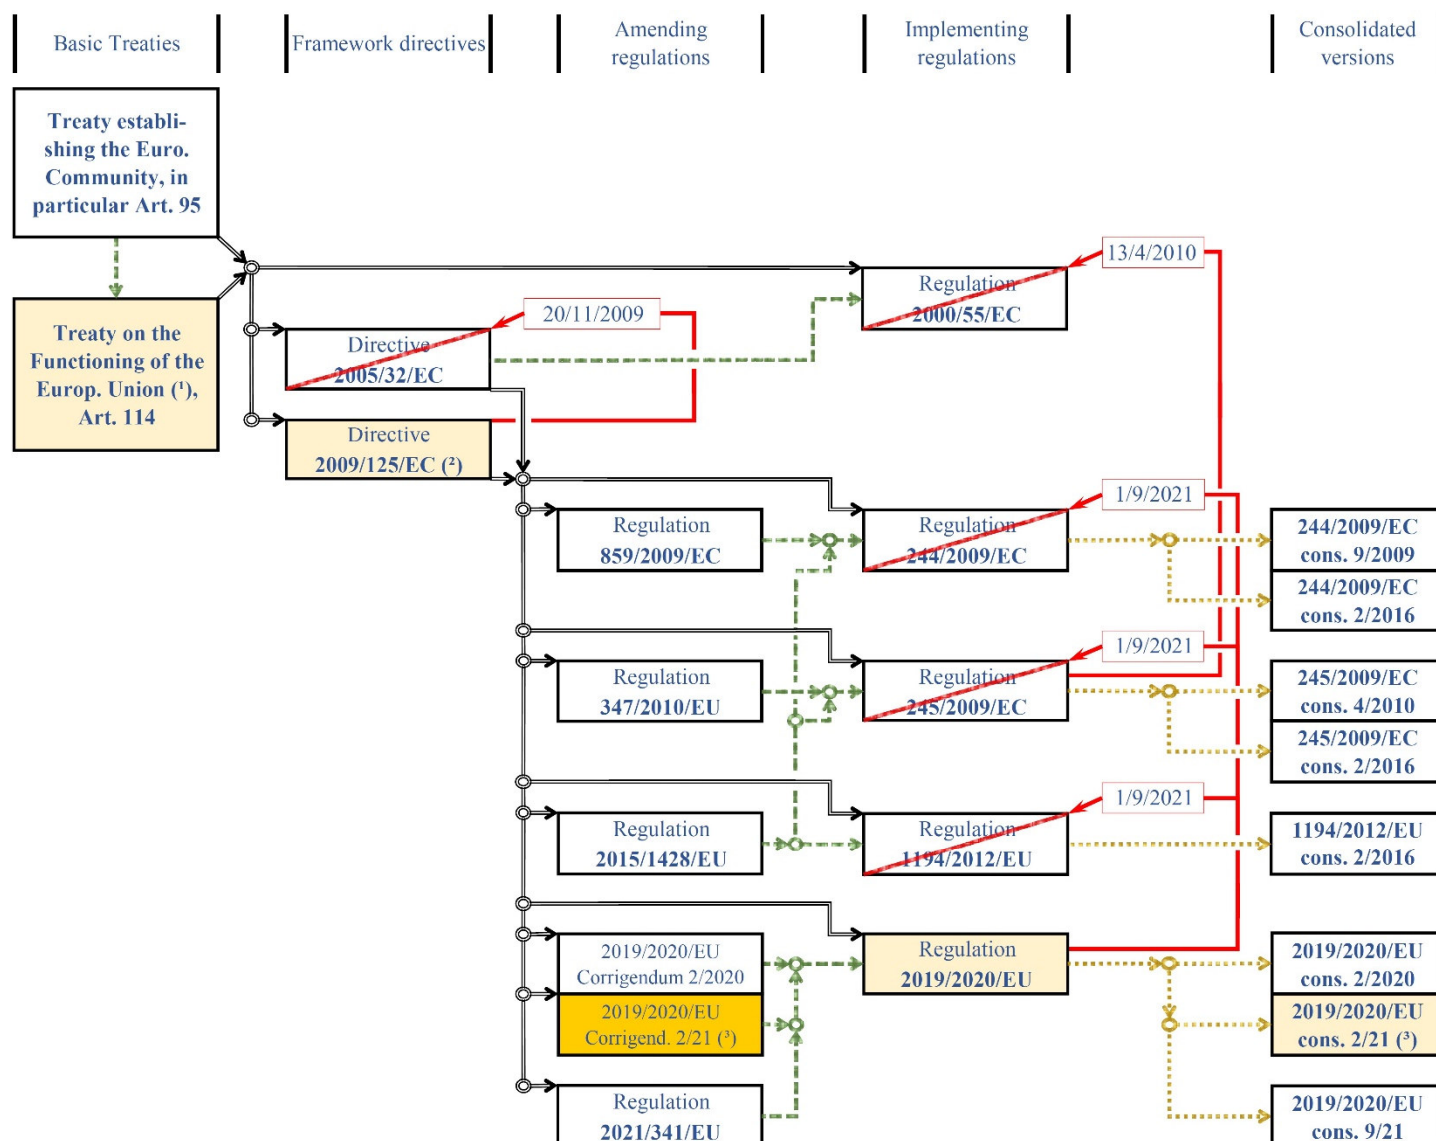 Basic Treaties
Framework directives
Amending
regulations
Implementing
regulations
Consolidated
versions
Treaty establi-
shing the Euro.
Community, in
particular Art. 95
Treaty on the
Functioning of the
Europ. Union (¹),
Art. 114
13/4/2010
Regulation
2000/55/EC
20/11/2009
Directive
2005/32/EC
Directive
2009/125/EC (²)
Regulation
859/2009/EC
1/9/2021
Regulation
244/2009/EC
244/2009/EC
cons. 9/2009
244/2009/EC
cons. 2/2016
Regulation
347/2010/EU
1/9/2021
Regulation
245/2009/EC
245/2009/EC
cons. 4/2010
245/2009/EC
cons. 2/2016
Regulation
2015/1428/EU
1/9/2021
Regulation
1194/2012/EU
1194/2012/EU
cons. 2/2016
2019/2020/EU
Corrigendum 2/2020
2019/2020/EU
Corrigend. 2/21 (³)
Regulation
2019/2020/EU
2019/2020/EU
cons. 2/2020
2019/2020/EU
cons. 2/21 (³)
Regulation
2021/341/EU
2019/2020/EU
cons. 9/21